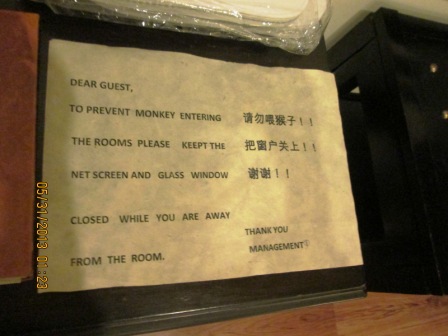 DEAR GUEST,
TO PREVENT MONKEY ENTERING
THE ROOMS PLEASE KEEPT THE
NET SCREEN AND GLASS WINDOW
CLOSED WHILE YOU ARE AWAY
FROM THE ROOM.
请勿喂猴子！！
把窗户关上！！
谢谢！！
THANK YOU
MANAGEMENT
05/31/2013 01:23